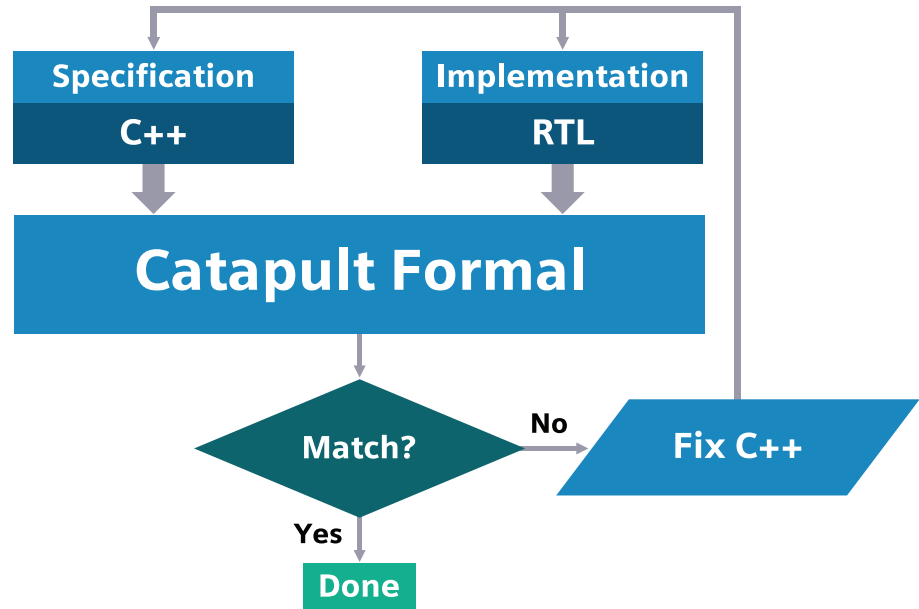 Specification
C++
Implementation
RTL
Catapult Formal
Match?
No
Fix C++
Yes
Done